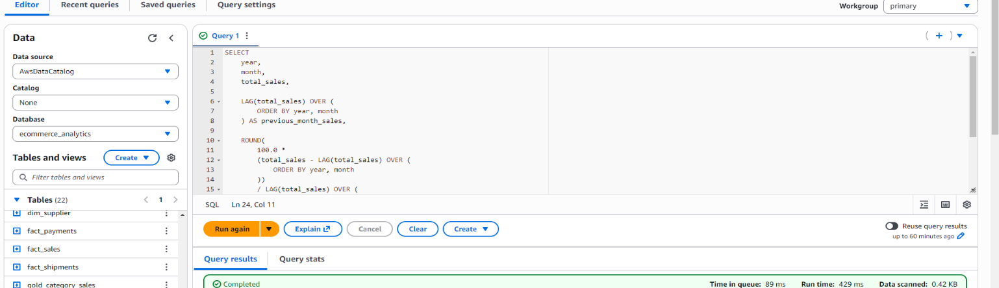 Editor
Recent queries
Saved queries
Query settings
Workgroup
primary
Data
Data source
AwsDataCatalog
Catalog
None
Database
ecommerce_analytics
Tables and views
Create
Filter tables and views
Tables (22)
1
dim_supplier
fact_payments
fact_sales
fact_shipments
gold_category_sales
Query 1
1 SELECT
2 year,
3 month,
4 total_sales,
5
6 LAG(total_sales) OVER (
7 ORDER BY year, month
8 ) AS previous_month_sales,
9
10 ROUND(
11 100.0 *
12 (total_sales - LAG(total_sales) OVER (
13 ORDER BY year, month
14 ))
15 / LAG(total_sales) OVER (
SQL Ln 24, Col 11
Run again
Explain
Cancel
Clear
Create
Reuse query results
up to 60 minutes ago
Query results
Query stats
Completed
Time in queue: 89 ms
Run time: 429 ms
Data scanned: 0.42 KB